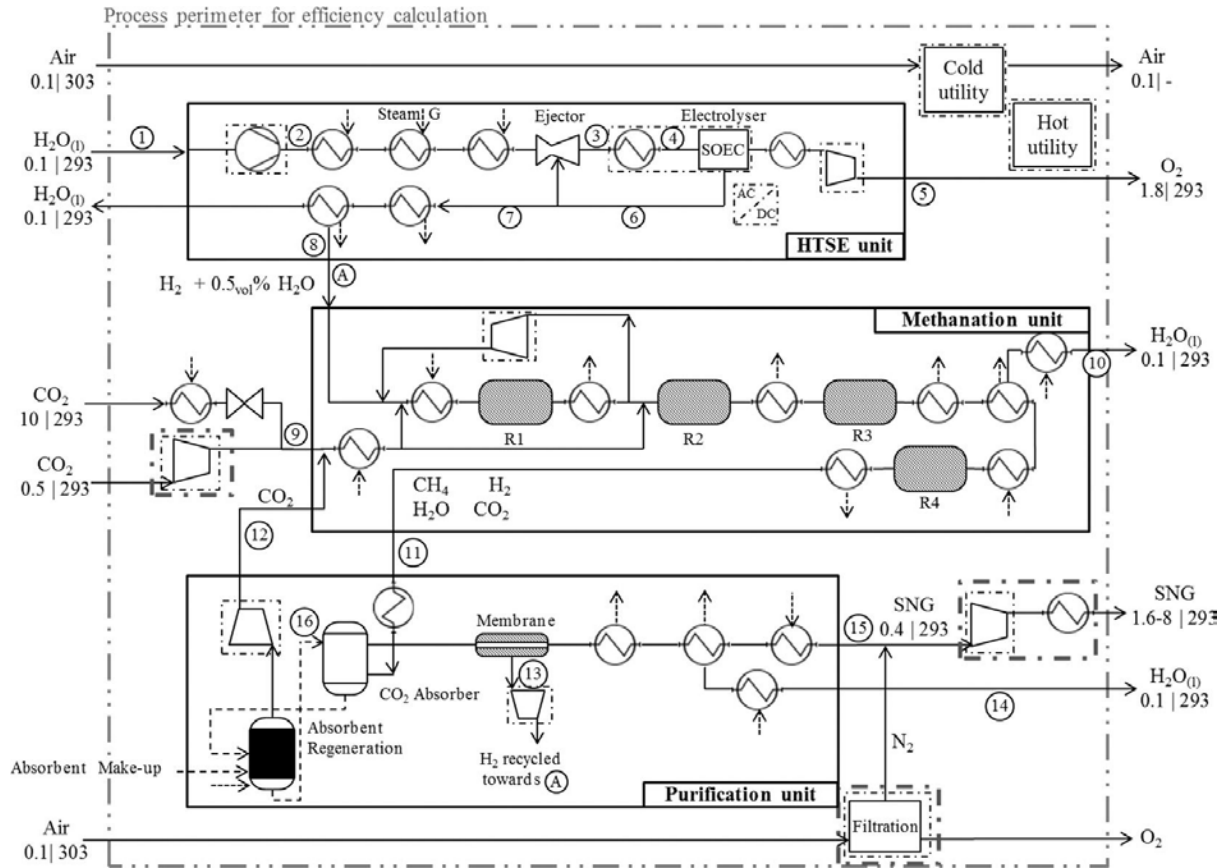 Process perimeter for efficiency calculation
Air
0.1| 303
Cold
utility
Air
0.1| -
Hot
utility
H2O(l)
0.1 | 293
1
2
Steam G
Ejector
3
4
Electrolyser
SOEC
O2
1.8| 293
5
H2O(l)
0.1 | 293
7
6
AC
DC
8
HTSE unit
A
H2 + 0.5vol% H2O
Methanation unit
H2O(l)
0.1 | 293
10
CO2
10 | 293
R1
R2
R3
9
CO2
0.5 | 293
CO2
CH4 H2
H2O CO2
R4
12
11
16
Membrane
15
SNG
0.4 | 293
SNG
1.6-8 | 293
13
CO2 Absorber
H2O(l)
0.1 | 293
14
Absorbent
Regeneration
N2
Absorbent Make-up
H2 recycled
towards A
Purification unit
Air
0.1| 303
Filtration
O2